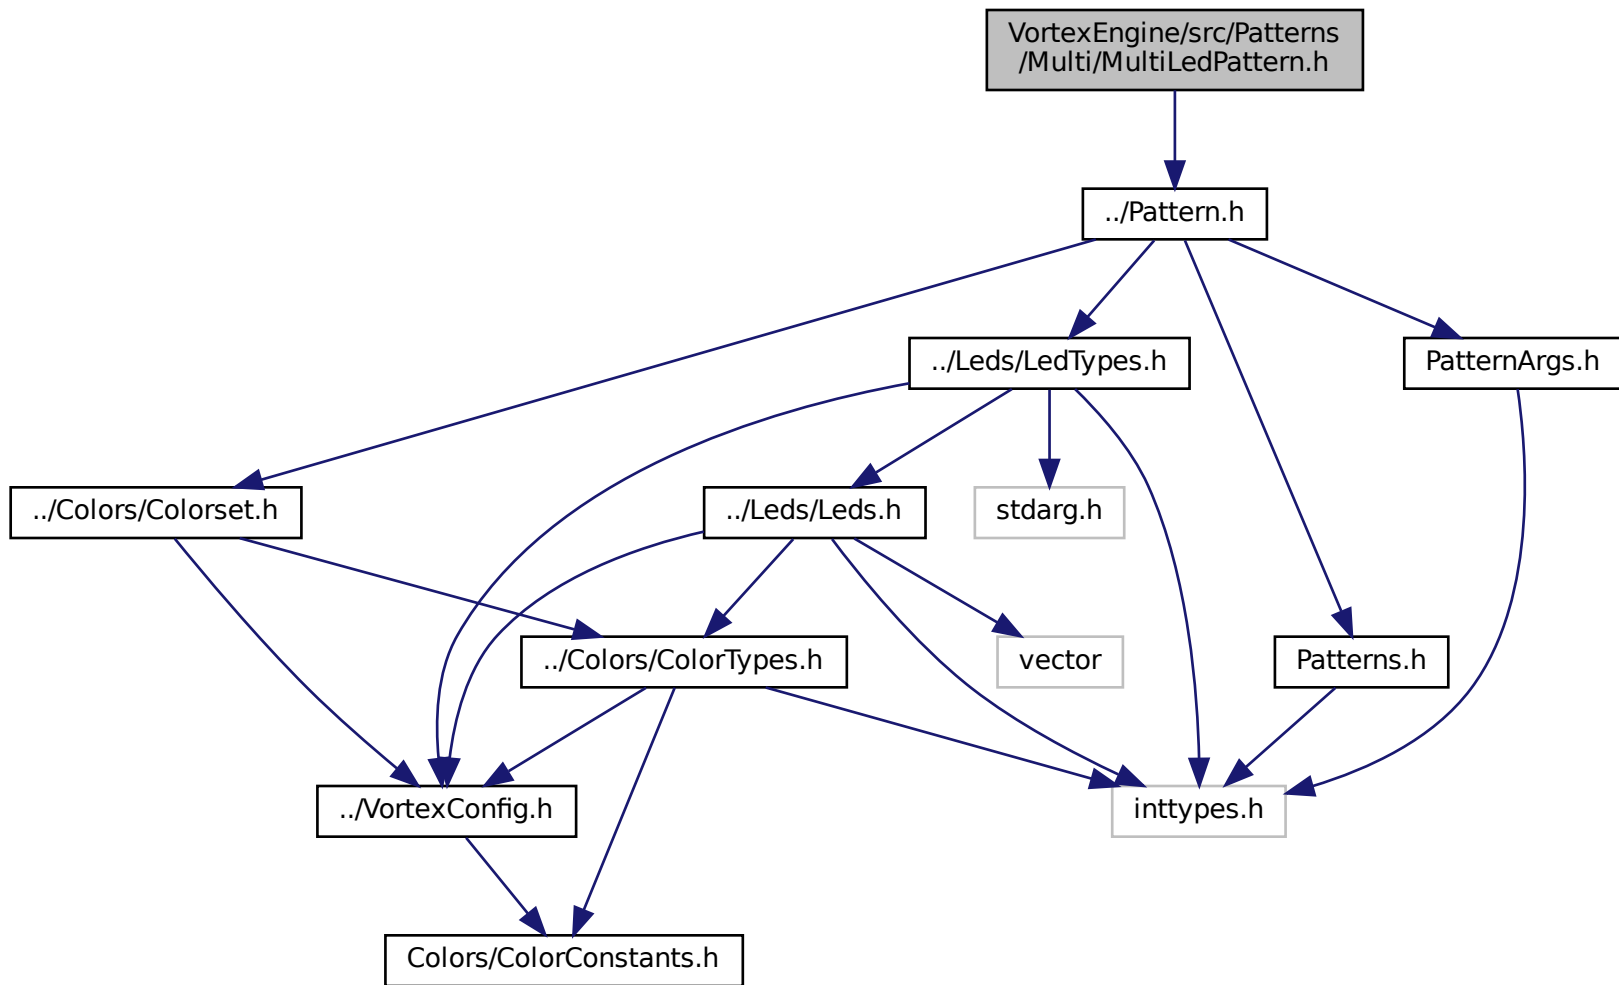 VortexEngine/src/Patterns
/Multi/MultiLedPattern.h
../Pattern.h
../Leds/LedTypes.h
PatternArgs.h
../Colors/Colorset.h
../Leds/Leds.h
stdarg.h
../Colors/ColorTypes.h
vector
Patterns.h
../VortexConfig.h
inttypes.h
Colors/ColorConstants.h